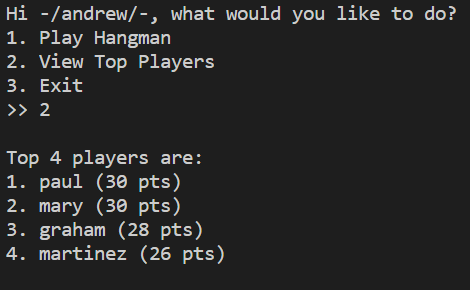 Hi -/andrew/-, what would you like to do?
1. Play Hangman
2. View Top Players
3. Exit
>> 2
Top 4 players are:
1. paul (30 pts)
2. mary (30 pts)
3. graham (28 pts)
4. martinez (26 pts)